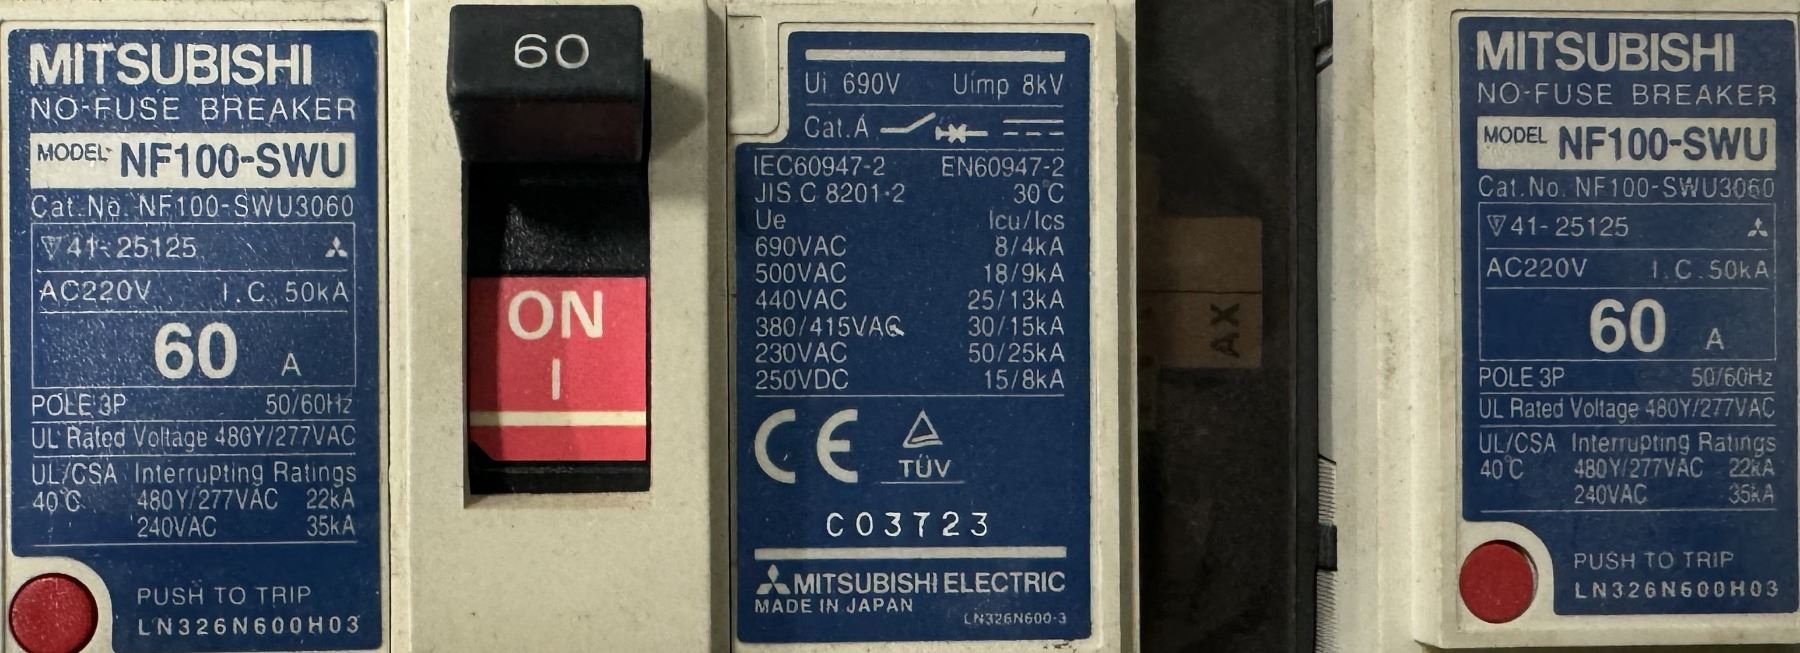 MITSUBISHI
NO-FUSE BREAKER
MODEL NF100-SWU
Cat.No. NF100-SWU3060
41-25125
AC220V I.C.50kA
60 A
POLE 3P 50/60Hz
UL Rated Voltage 480Y/277VAC
UL/CSA Interrupting Ratings
40°C 480Y/277VAC 22kA
240VAC 35kA
PUSH TO TRIP
LN326N600H03
60
ON
I
Ui 690V Uimp 8kV
Cat.A
IEC60947-2 EN60947-2
JIS C 8201-2 30°C
Ue Icu/Ics
690VAC 8/4kA
500VAC 18/9kA
440VAC 25/13kA
380/415VAC 30/15kA
230VAC 50/25kA
250VDC 15/8kA
CE TÜV
C03723
MITSUBISHI ELECTRIC
MADE IN JAPAN LN326N600-3
AX
MITSUBISHI
NO-FUSE BREAKER
MODEL NF100-SWU
Cat.No. NF100-SWU3060
41-25125
AC220V I.C.50kA
60 A
POLE 3P 50/60Hz
UL Rated Voltage 480Y/277VAC
UL/CSA Interrupting Ratings
40°C 480Y/277VAC 22kA
240VAC 35kA
PUSH TO TRIP
LN326N600H03